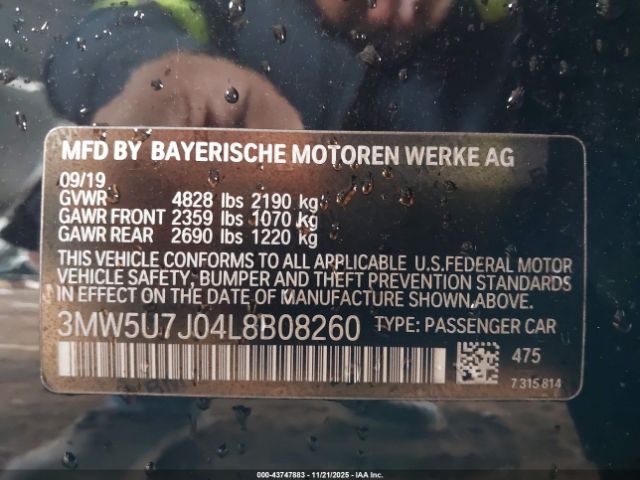 MFD BY BAYERISCHE MOTOREN WERKE AG
09/19
GVWR 4828 lbs 2190 kg
GAWR FRONT 2359 lbs 1070 kg
GAWR REAR 2690 lbs 1220 kg
THIS VEHICLE CONFORMS TO ALL APPLICABLE U.S.FEDERAL MOTOR
VEHICLE SAFETY, BUMPER AND THEFT PREVENTION STANDARDS
IN EFFECT ON THE DATE OF MANUFACTURE SHOWN ABOVE.
3MW5U7J04L8B08260 TYPE: PASSENGER CAR
475
7 315 814
000-43747883 - 11/21/2025 - IAA Inc.